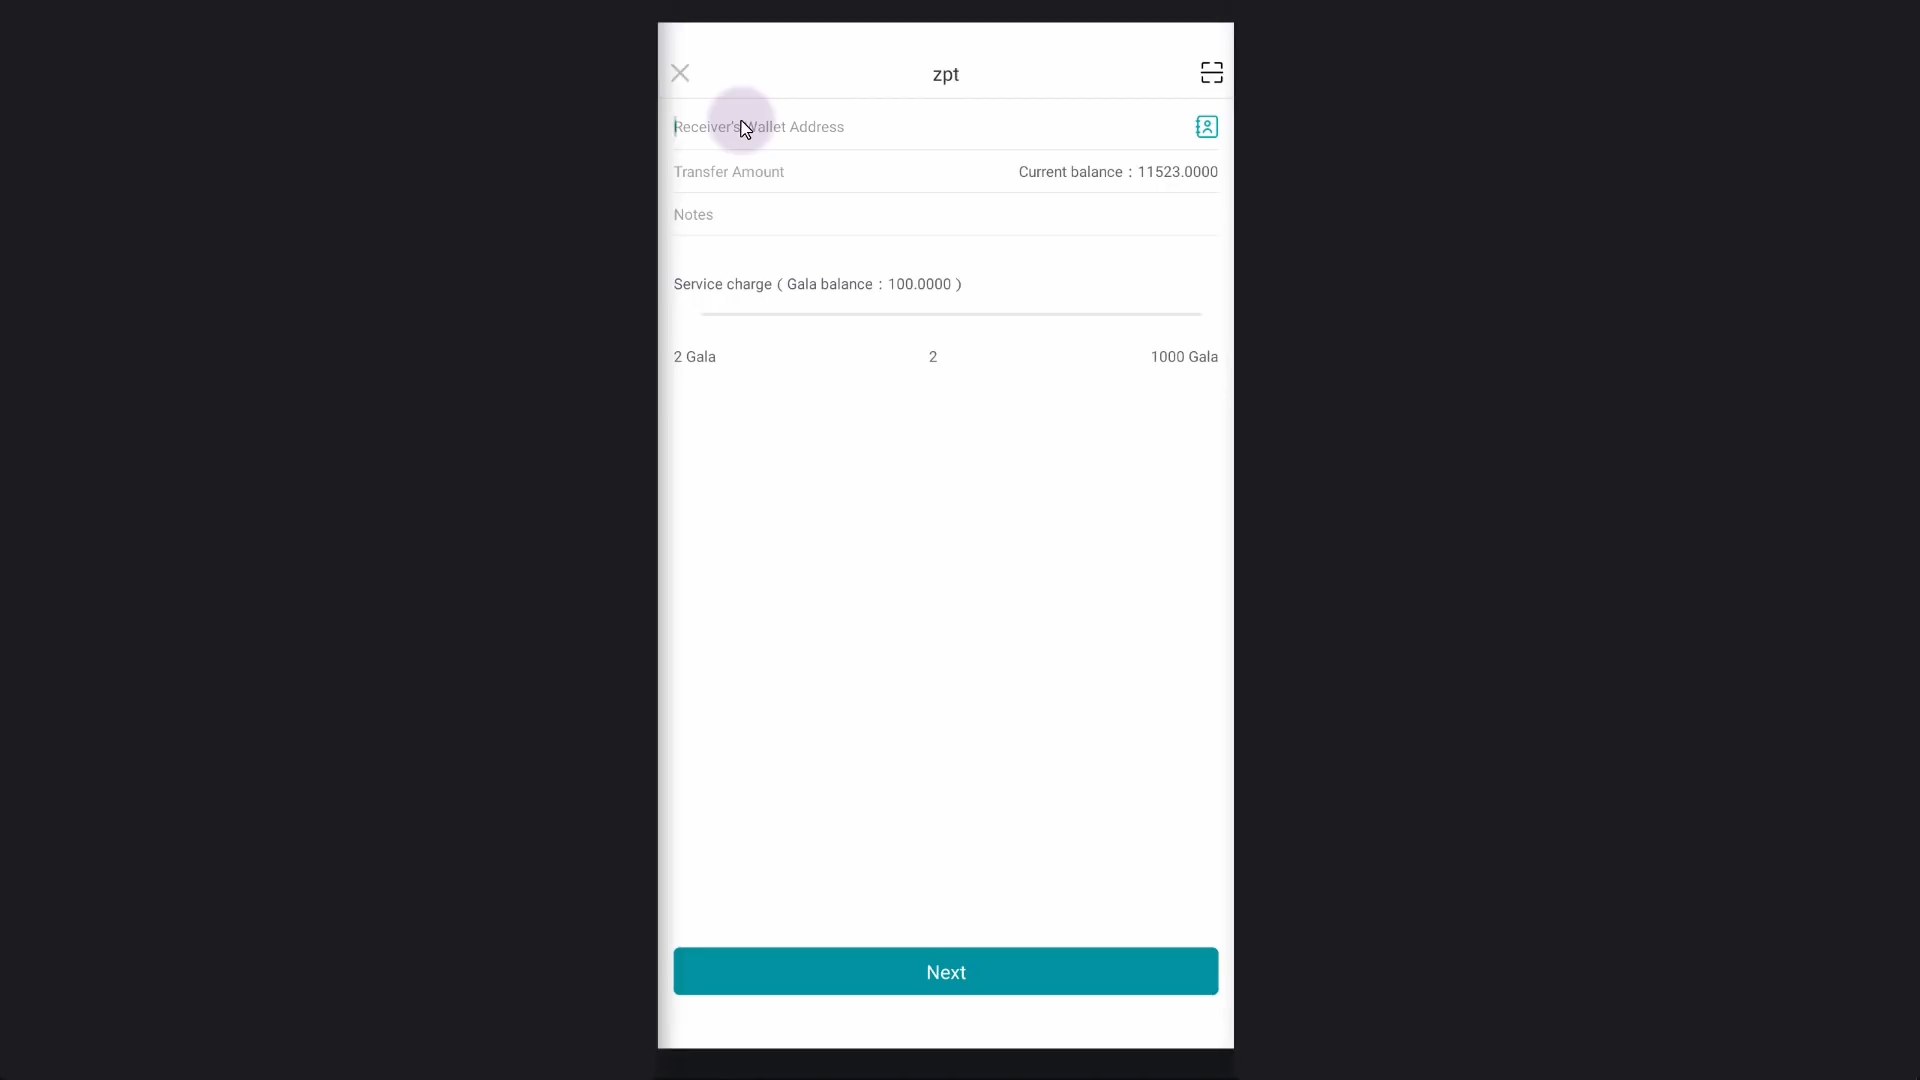 zpt
Receiver's Wallet Address
Transfer Amount Current balance：11523.0000
Notes
Service charge ( Gala balance：100.0000 )
2 Gala 2 1000 Gala
Next